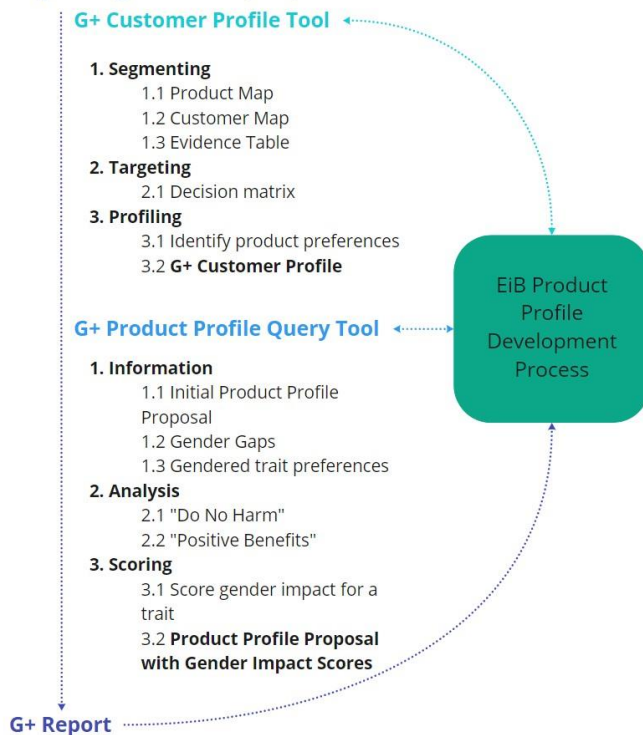 G+ Customer Profile Tool
1. Segmenting
1.1 Product Map
1.2 Customer Map
1.3 Evidence Table
2. Targeting
2.1 Decision matrix
3. Profiling
3.1 Identify product preferences
3.2 G+ Customer Profile
G+ Product Profile Query Tool
1. Information
1.1 Initial Product Profile
Proposal
1.2 Gender Gaps
1.3 Gendered trait preferences
2. Analysis
2.1 "Do No Harm"
2.2 "Positive Benefits"
3. Scoring
3.1 Score gender impact for a
trait
3.2 Product Profile Proposal
with Gender Impact Scores
G+ Report
EiB Product
Profile
Development
Process